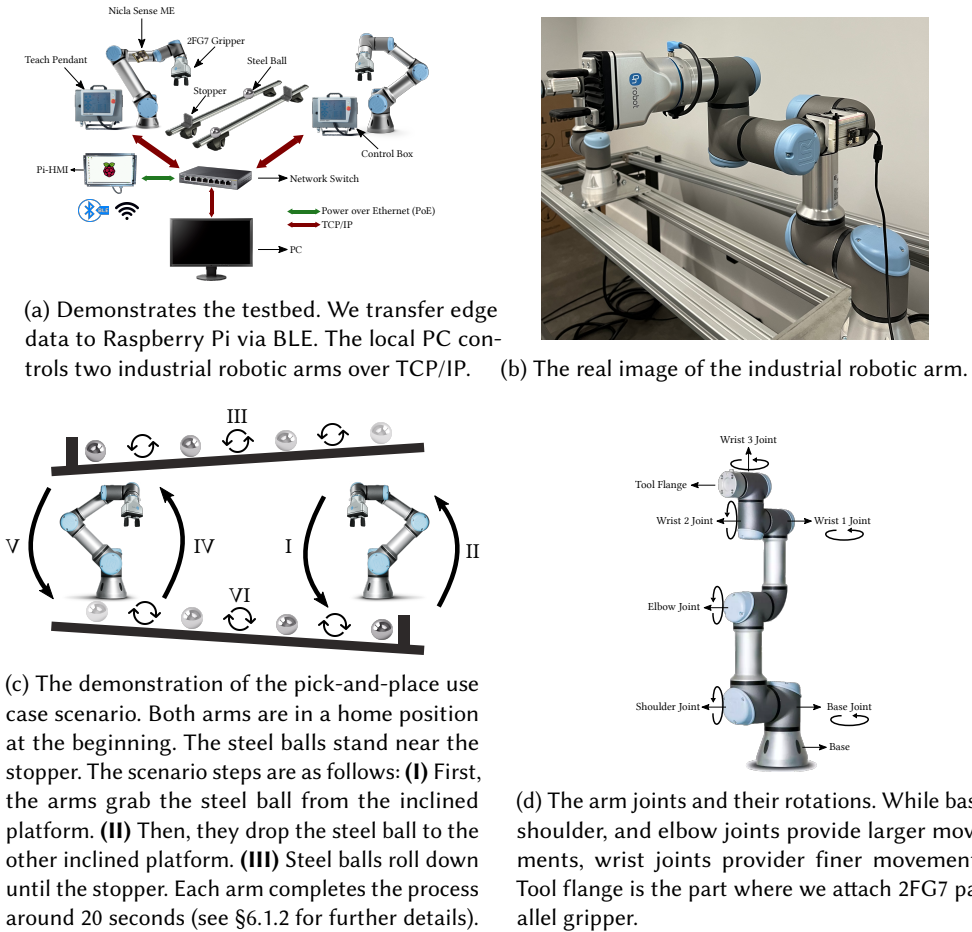 Nicla Sense ME
2FG7 Gripper
Teach Pendant
Steel Ball
Stopper
Control Box
Pi-HMI
Network Switch
BLE
Power over Ethernet (PoE)
TCP/IP
PC
(a) Demonstrates the testbed. We transfer edge
data to Raspberry Pi via BLE. The local PC con-
trols two industrial robotic arms over TCP/IP.
robot
(b) The real image of the industrial robotic arm.
III
V
IV
I
II
VI
(c) The demonstration of the pick-and-place use
case scenario. Both arms are in a home position
at the beginning. The steel balls stand near the
stopper. The scenario steps are as follows: (I) First,
the arms grab the steel ball from the inclined
platform. (II) Then, they drop the steel ball to the
other inclined platform. (III) Steel balls roll down
until the stopper. Each arm completes the process
around 20 seconds (see §6.1.2 for further details).
Wrist 3 Joint
Tool Flange
Wrist 2 Joint
Wrist 1 Joint
Elbow Joint
Shoulder Joint
Base Joint
Base
(d) The arm joints and their rotations. While bas
shoulder, and elbow joints provide larger mov
ments, wrist joints provider finer movemen
Tool flange is the part where we attach 2FG7 pa
allel gripper.